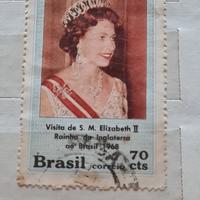 Visita de S. M. Elizabeth II
Rainha da Inglaterra
ao Brasil 1968
Brasil correio 70
cts